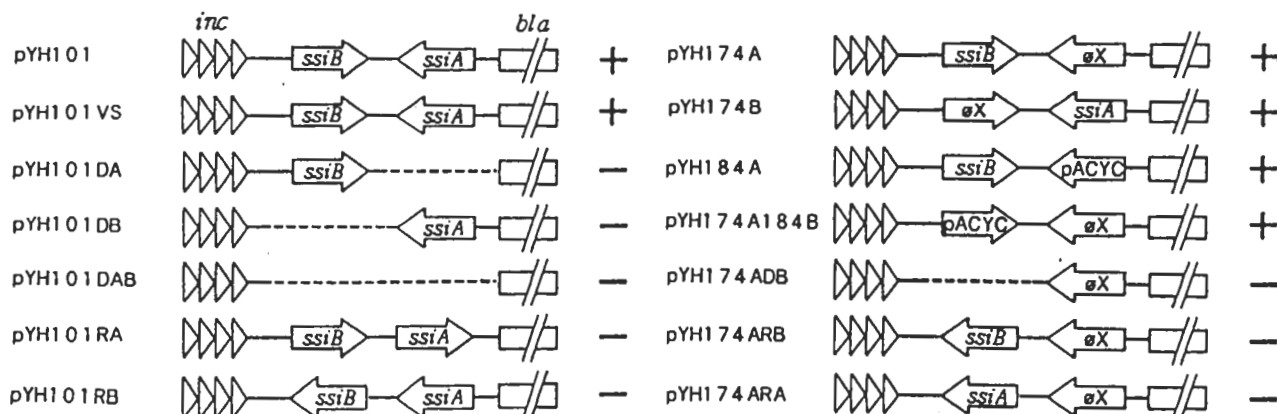 inc bla
pYH101 ssiB ssiA +
pYH101VS ssiB ssiA +
pYH101DA ssiB −
pYH101DB ssiA −
pYH101DAB −
pYH101RA ssiB ssiA −
pYH101RB ssiB ssiA −
pYH174A ssiB øX +
pYH174B øX ssiA +
pYH184A ssiB pACYC +
pYH174A184B pACYC øX +
pYH174ADB øX −
pYH174ARB ssiB øX −
pYH174ARA ssiA øX −